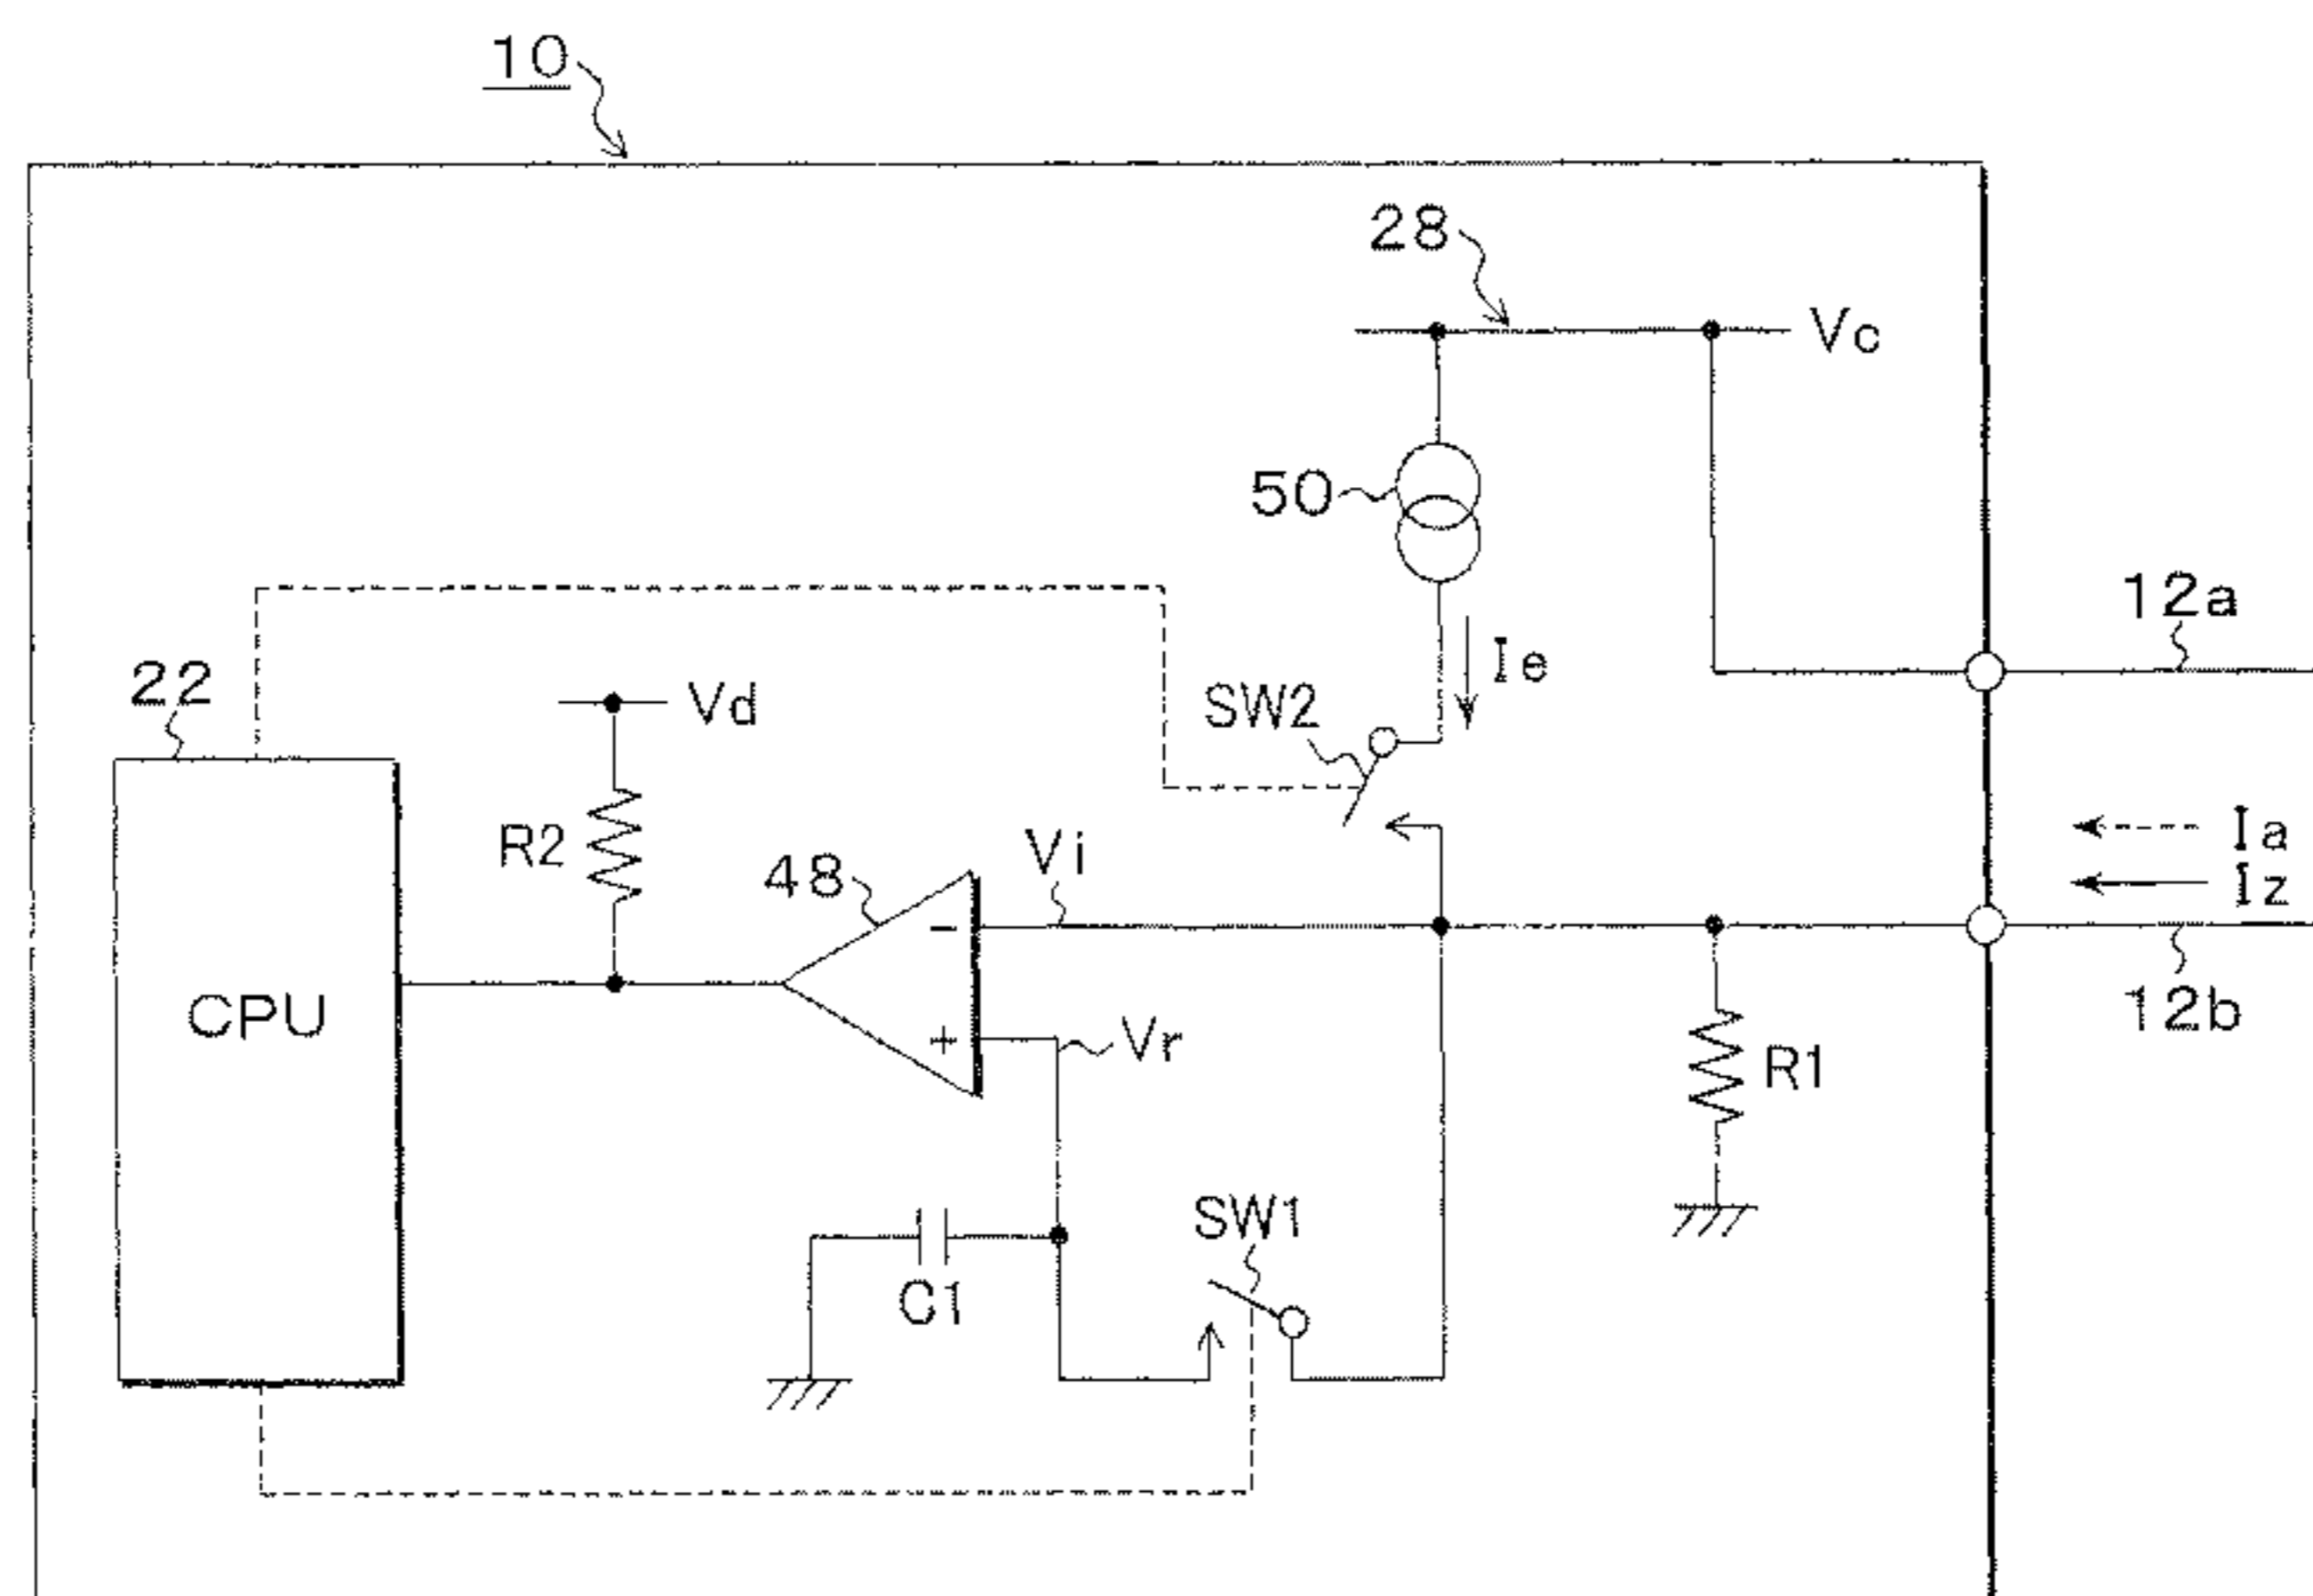 10
28
Vc
50
12a
Ie
22
Vd
SW2
R2
Vi
Ia
48
Iz
−
CPU
12b
+
Vr
R1
SW1
C1